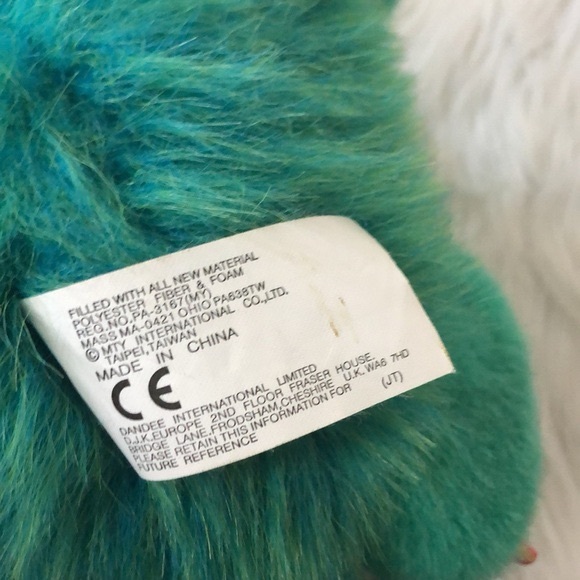 FILLED WITH ALL NEW MATERIAL
POLYESTER FIBER & FOAM
REG.NO.PA-3167(MY)
MASS MA-0421 OHIO PA638TW
© MTY INTERNATIONAL CO.,LTD.
TAIPEI,TAIWAN
MADE IN CHINA
CE
DANDEE INTERNATIONAL LIMITED
D.J.K.EUROPE 2ND FLOOR FRASER HOUSE,
BRIDGE LANE,FRODSHAM,CHESHIRE U.K.WA6 7HD
PLEASE RETAIN THIS INFORMATION FOR (JT)
FUTURE REFERENCE